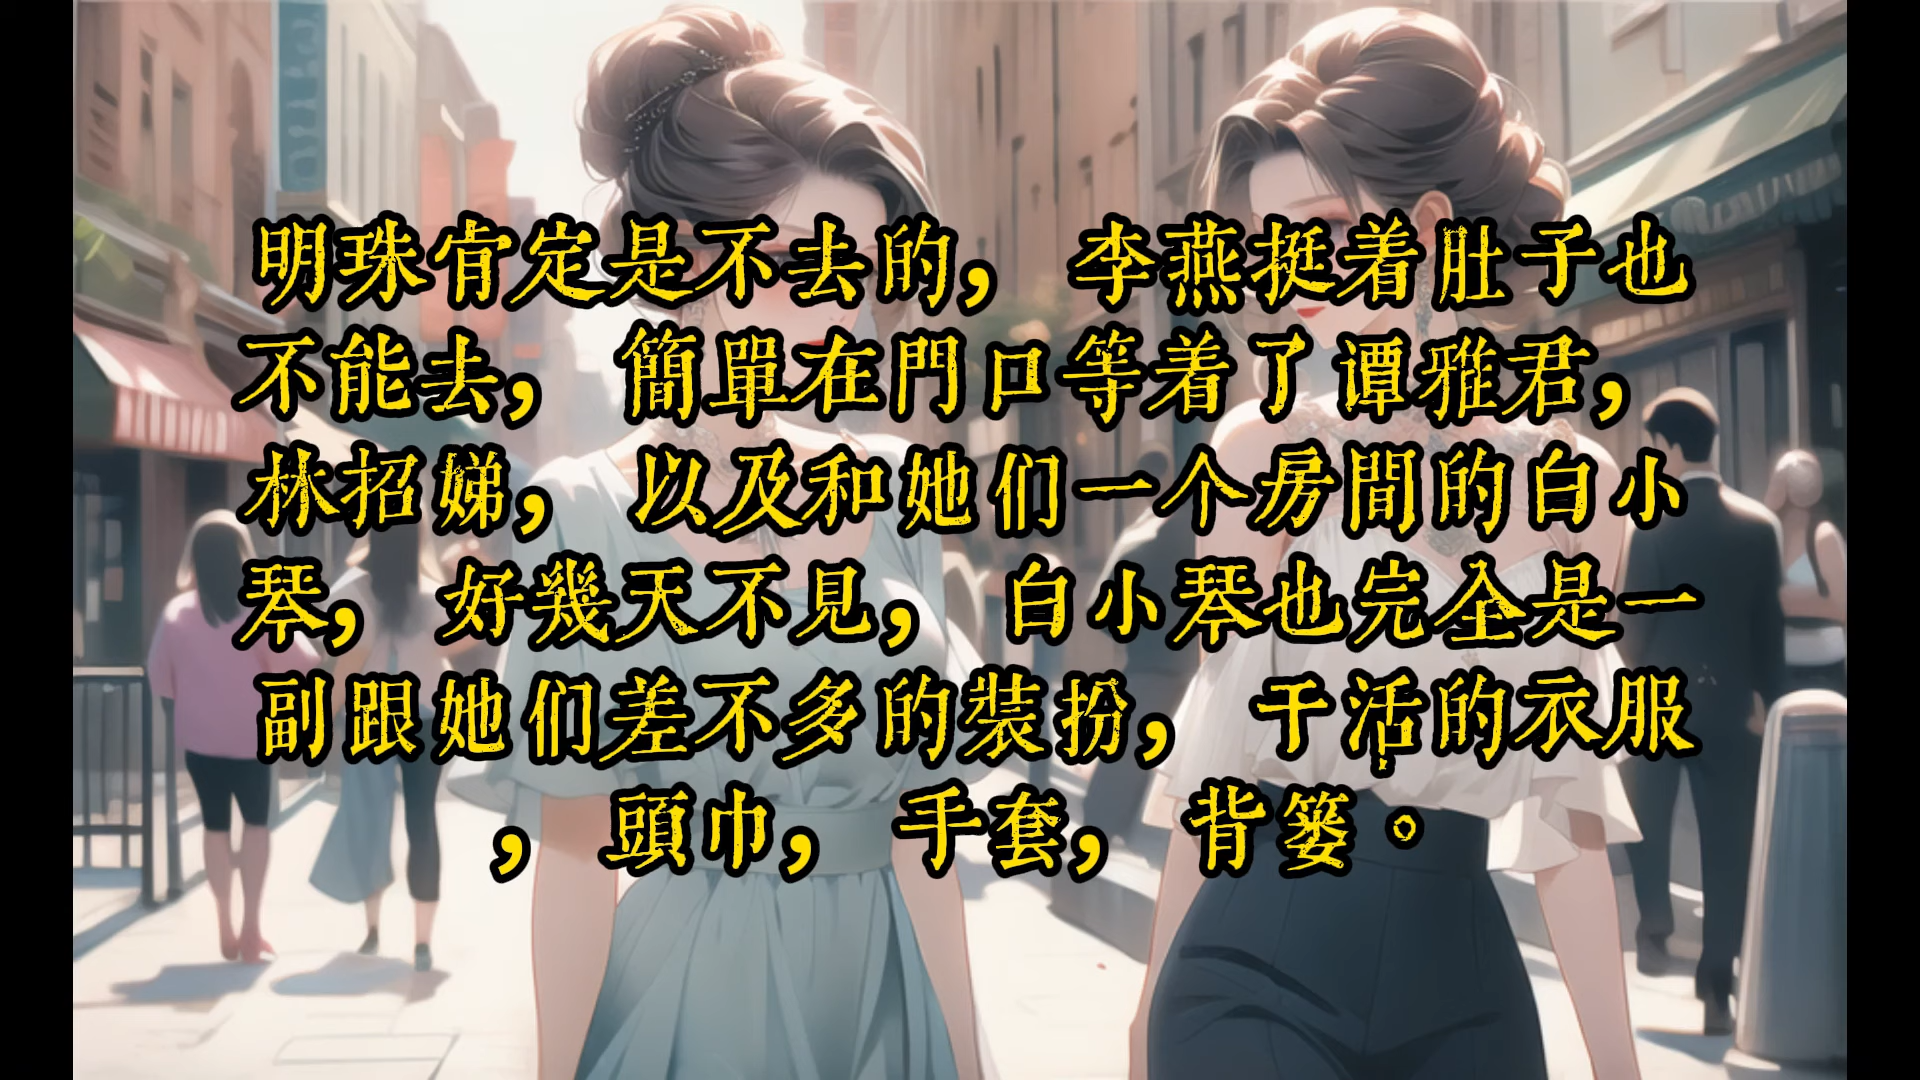 明珠肯定是不去的， 李燕挺着肚子也
不能去， 簡單在門口等着了谭雅君，
林招娣， 以及和她们一个房間的白小
琴， 好幾天不見， 白小琴也完全是一
副跟她们差不多的裝扮， 干活的衣服
， 頭巾， 手套， 背篓。